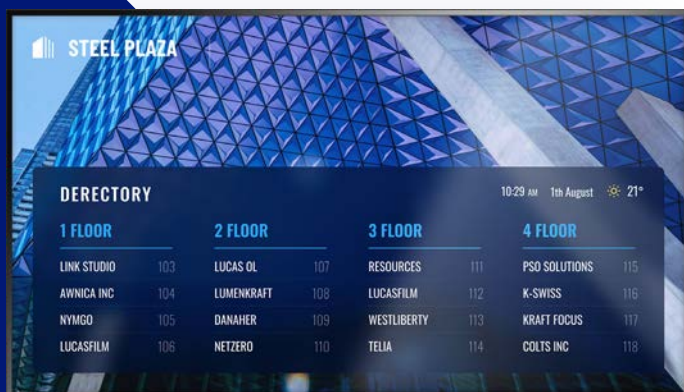 STEEL PLAZA
DERECTORY
10:29 AM 1th August 21°
1 FLOOR
LINK STUDIO 103
AWNICA INC 104
NYMGO 105
LUCASFILM 106
2 FLOOR
LUCAS OL 107
LUMENKRAFT 108
DANAHER 109
NETZERO 110
3 FLOOR
RESOURCES 111
LUCASFILM 112
WESTLIBERTY 113
TELIA 114
4 FLOOR
PSO SOLUTIONS 115
K-SWISS 116
KRAFT FOCUS 117
COLTS INC 118